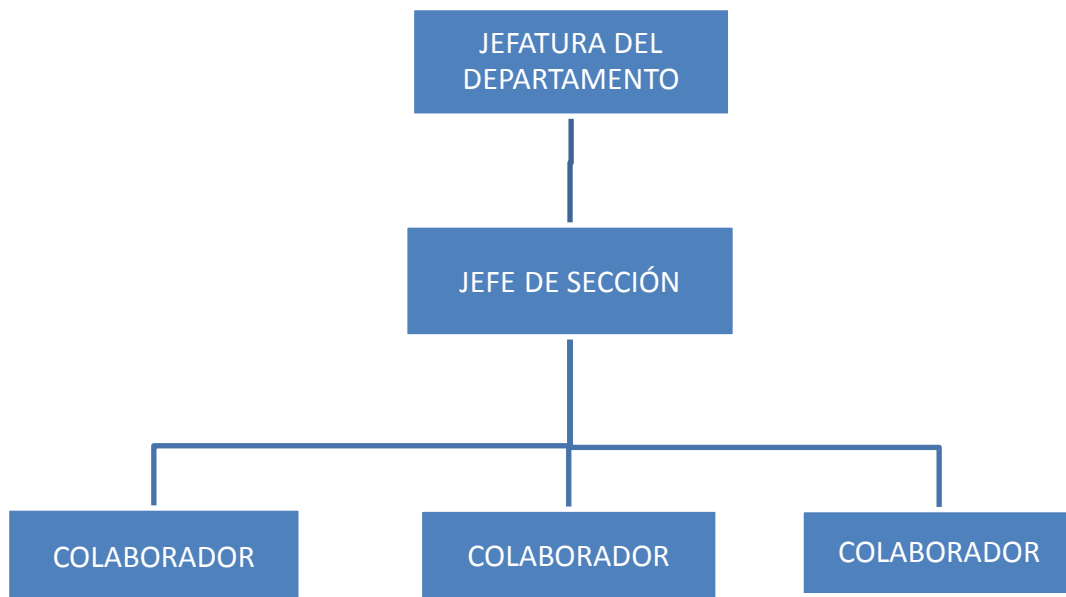 JEFATURA DEL
DEPARTAMENTO
JEFE DE SECCIÓN
COLABORADOR
COLABORADOR
COLABORADOR